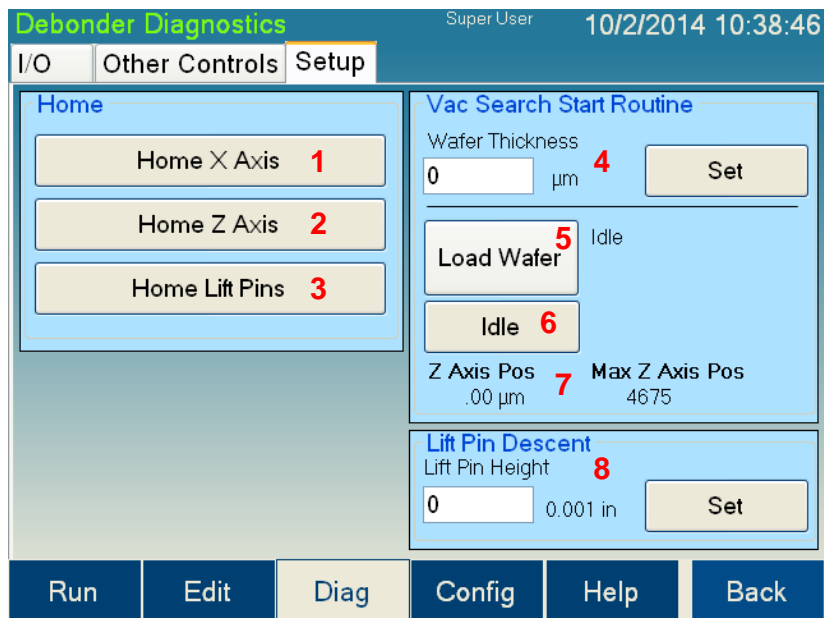 Debonder Diagnostics Super User 10/2/2014 10:38:46
I/O Other Controls Setup
Home
Home X Axis 1
Home Z Axis 2
Home Lift Pins 3
Vac Search Start Routine
Wafer Thickness
0 µm 4 Set
Load Wafer 5 Idle
Idle 6
Z Axis Pos 7 Max Z Axis Pos
.00 µm 4675
Lift Pin Descent
Lift Pin Height 8
0 0.001 in Set
Run Edit Diag Config Help Back